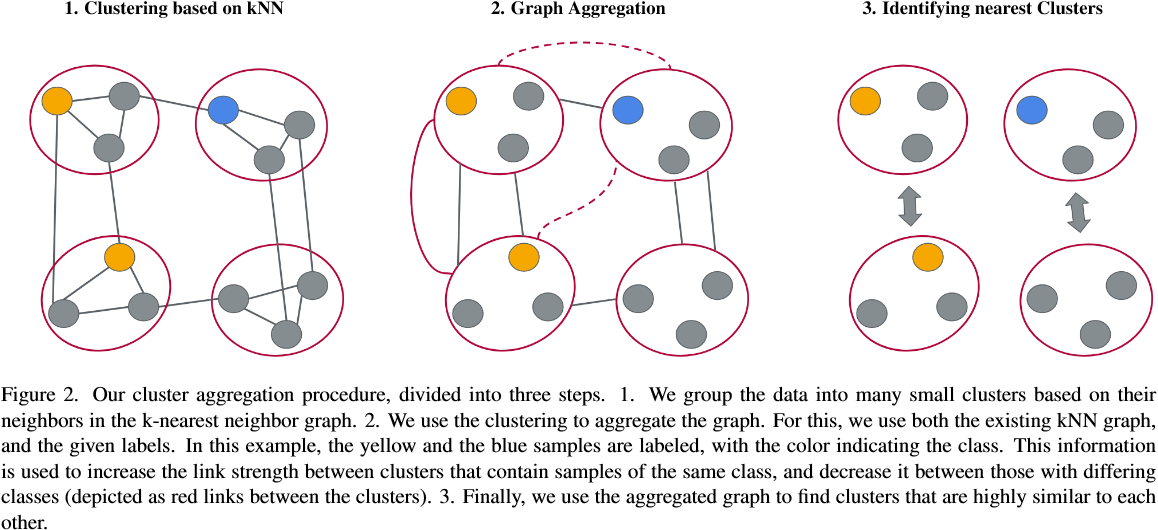 1. Clustering based on kNN
2. Graph Aggregation
3. Identifying nearest Clusters
Figure 2. Our cluster aggregation procedure, divided into three steps. 1. We group the data into many small clusters based on their
neighbors in the k-nearest neighbor graph. 2. We use the clustering to aggregate the graph. For this, we use both the existing kNN graph,
and the given labels. In this example, the yellow and the blue samples are labeled, with the color indicating the class. This information
is used to increase the link strength between clusters that contain samples of the same class, and decrease it between those with differing
classes (depicted as red links between the clusters). 3. Finally, we use the aggregated graph to find clusters that are highly similar to each
other.